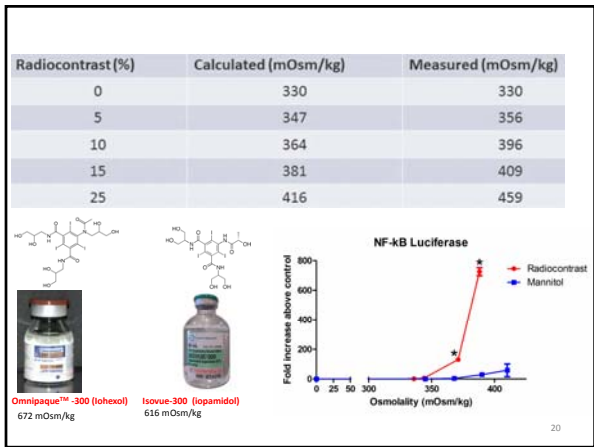 Radiocontrast (%) Calculated (mOsm/kg) Measured (mOsm/kg)
0 330 330
5 347 356
10 364 396
15 381 409
25 416 459
NF-kB Luciferase
Fold increase above control
800
600
400
200
0
0 25 50 300 350 400
Osmolality (mOsm/kg)
* *
Radiocontrast
Mannitol
Omnipaque™ -300 (Iohexol)
672 mOsm/kg
Isovue-300 (iopamidol)
616 mOsm/kg
20